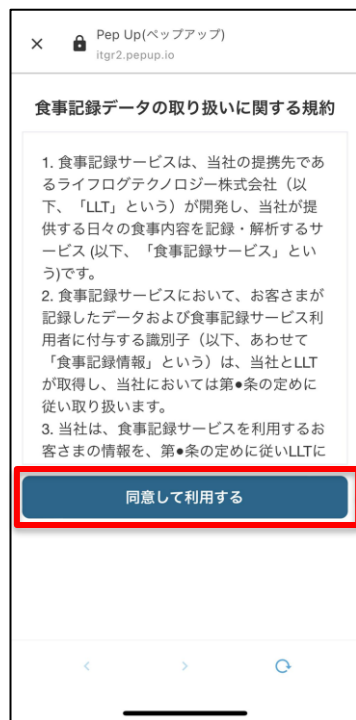 Pep Up(ペップアップ)
itgr2.pepup.io
食事記録データの取り扱いに関する規約
1. 食事記録サービスは、当社の提携先であ
るライフログテクノロジー株式会社（以
下、「LLT」という）が開発し、当社が提
供する日々の食事内容を記録・解析するサ
ービス (以下、「食事記録サービス」とい
う)です。
2. 食事記録サービスにおいて、お客さまが
記録したデータおよび食事記録サービス利
用者に付与する識別子（以下、あわせて
「食事記録情報」という）は、当社とLLT
が取得し、当社においては第●条の定めに
従い取り扱います。
3. 当社は、食事記録サービスを利用するお
客さまの情報を、第●条の定めに従いLLTに
同意して利用する